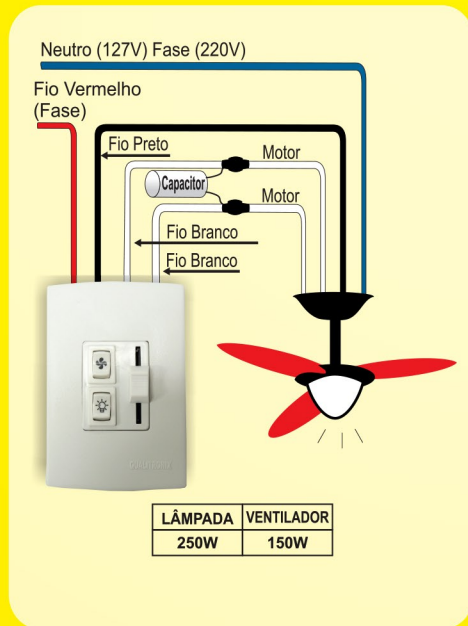 Neutro (127V) Fase (220V)
Fio Vermelho
(Fase)
Fio Preto
Motor
Capacitor
Motor
Fio Branco
Fio Branco
LÂMPADA VENTILADOR
250W 150W